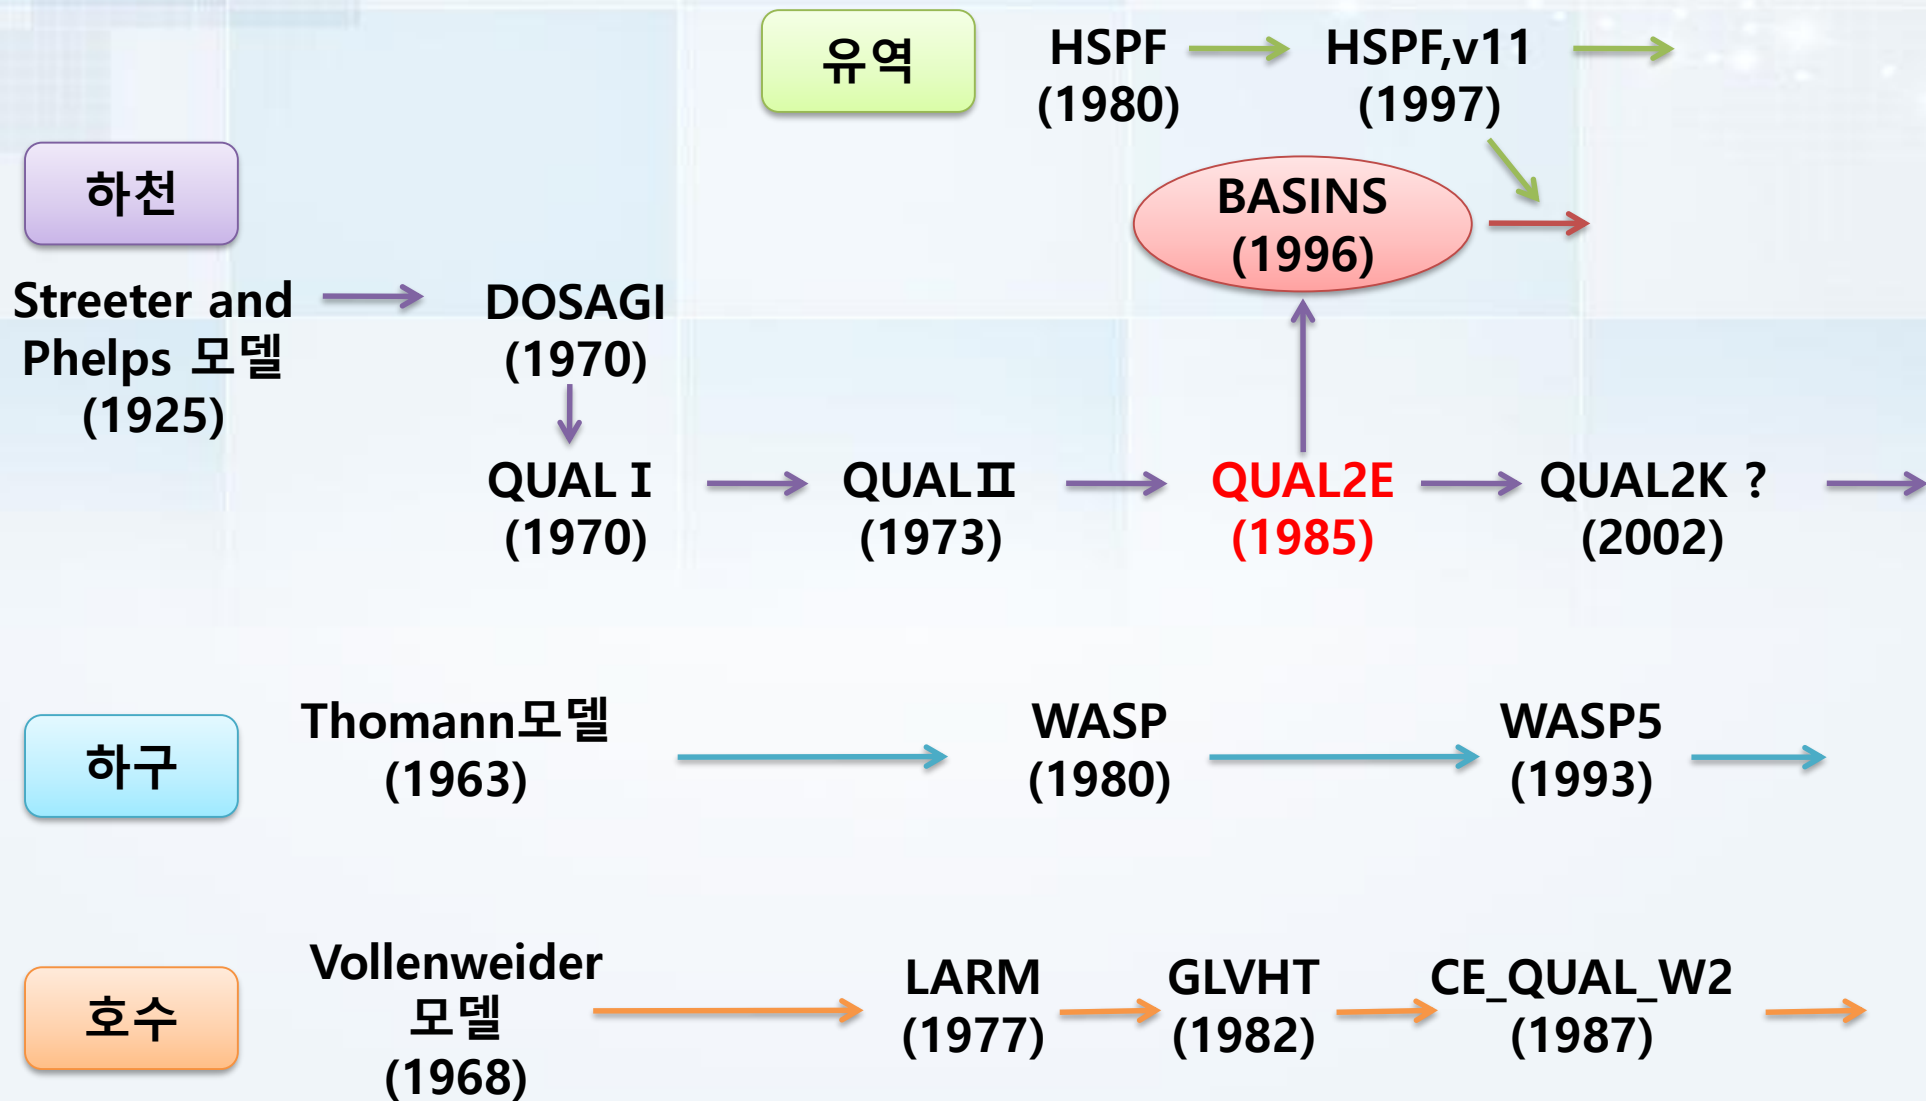 유역
HSPF
(1980)
HSPF,v11
(1997)
하천
BASINS
(1996)
Streeter and
Phelps 모델
(1925)
DOSAGI
(1970)
QUAL Ⅰ
(1970)
QUALⅡ
(1973)
QUAL2E
(1985)
QUAL2K ?
(2002)
하구
Thomann모델
(1963)
WASP
(1980)
WASP5
(1993)
호수
Vollenweider
모델
(1968)
LARM
(1977)
GLVHT
(1982)
CE_QUAL_W2
(1987)